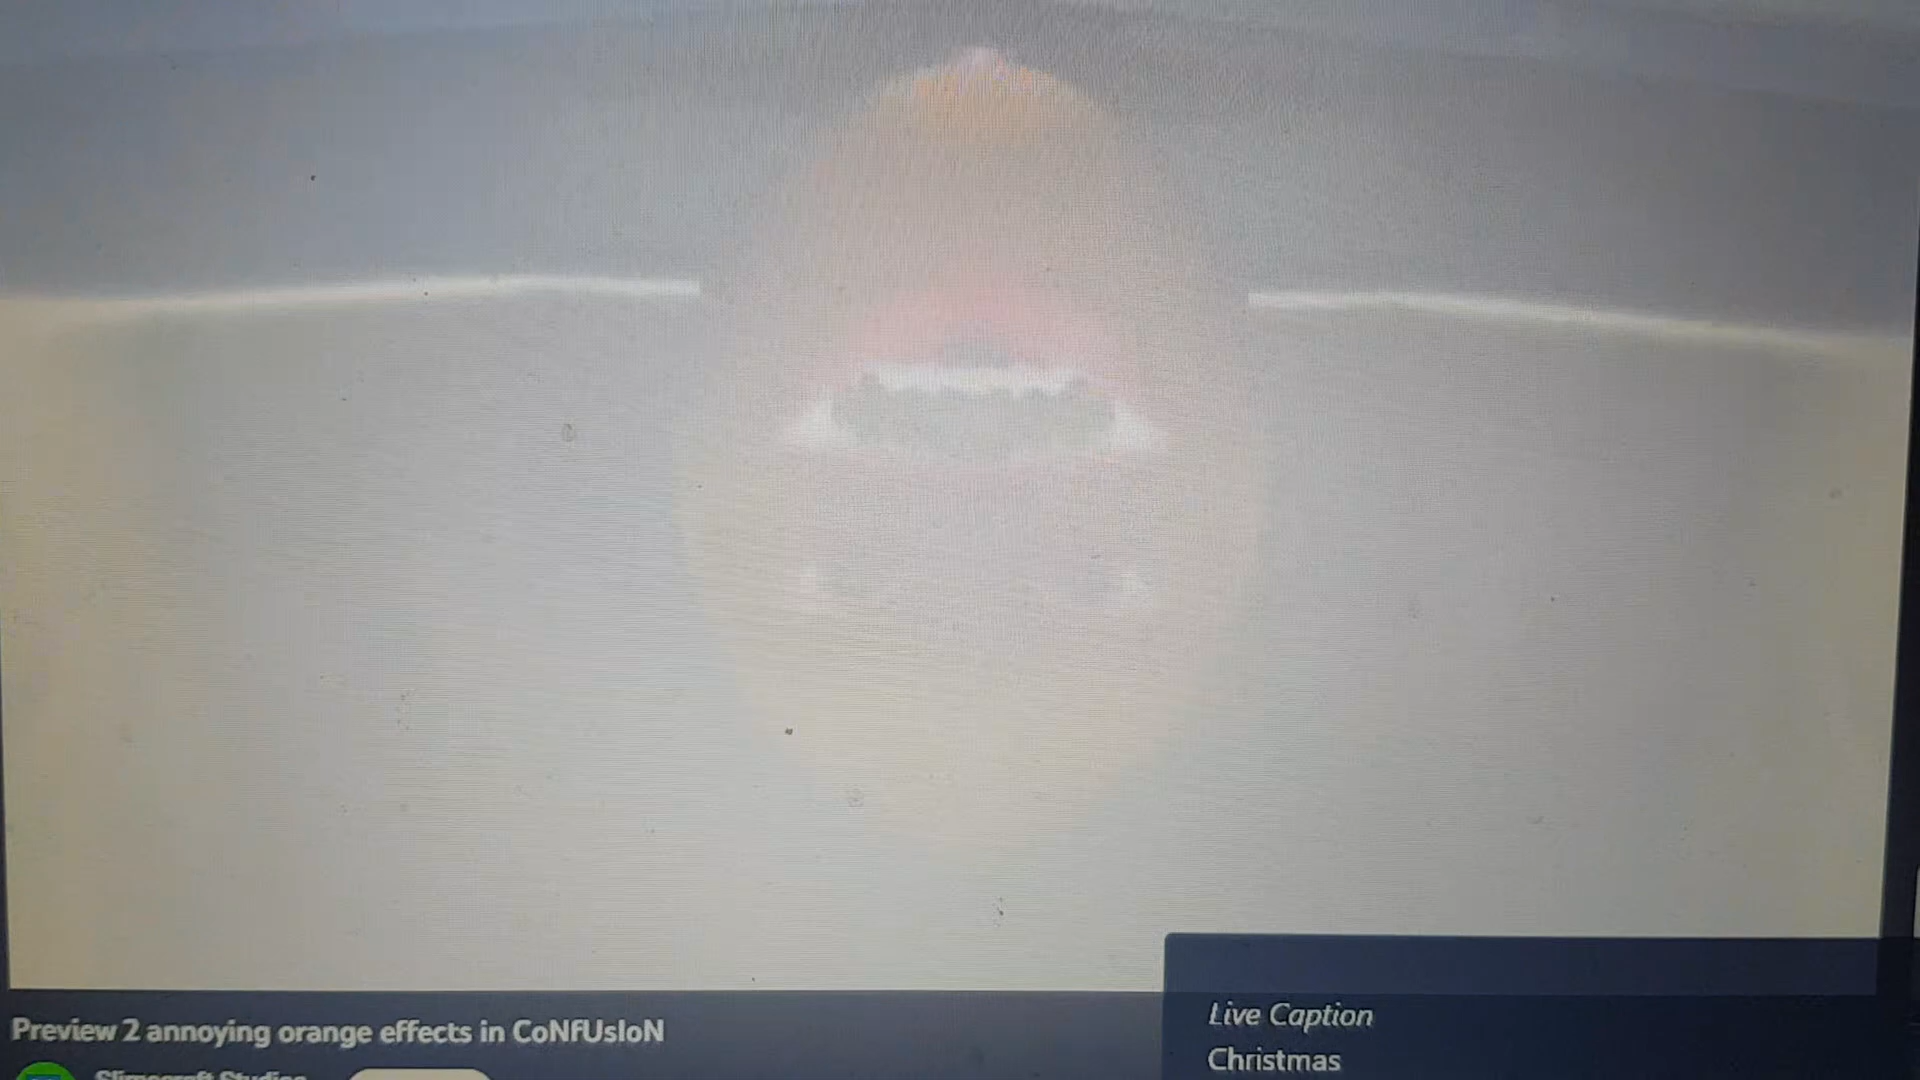 Preview 2 annoying orange effects in CoNfUsIoN
Live Caption
Christmas